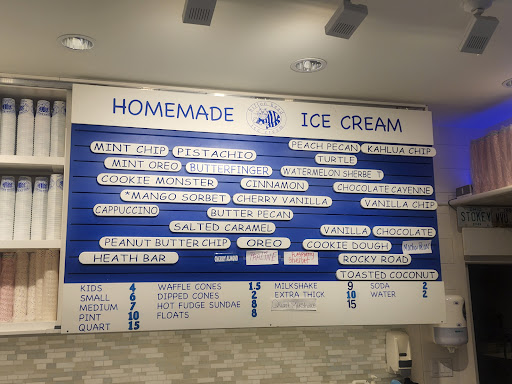 HOMEMADE ICE CREAM
MINT CHIP PISTACHIO PEACH PECAN KAHLUA CHIP
TURTLE
MINT OREO BUTTERFINGER WATERMELON SHERBET
COOKIE MONSTER CINNAMON CHOCOLATE CAYENNE
*MANGO SORBET CHERRY VANILLA VANILLA CHIP
CAPPUCCINO BUTTER PECAN
SALTED CARAMEL VANILLA CHOCOLATE
PEANUT BUTTER CHIP OREO COOKIE DOUGH
HEATH BAR ROCKY ROAD
TOASTED COCONUT
KIDS 4 WAFFLE CONES 1.5 MILKSHAKE 9 SODA 2
SMALL 6 DIPPED CONES 2 EXTRA THICK 10 WATER 2
MEDIUM 7 HOT FUDGE SUNDAE 8 15
PINT 10 FLOATS 8
QUART 15
STOKEY